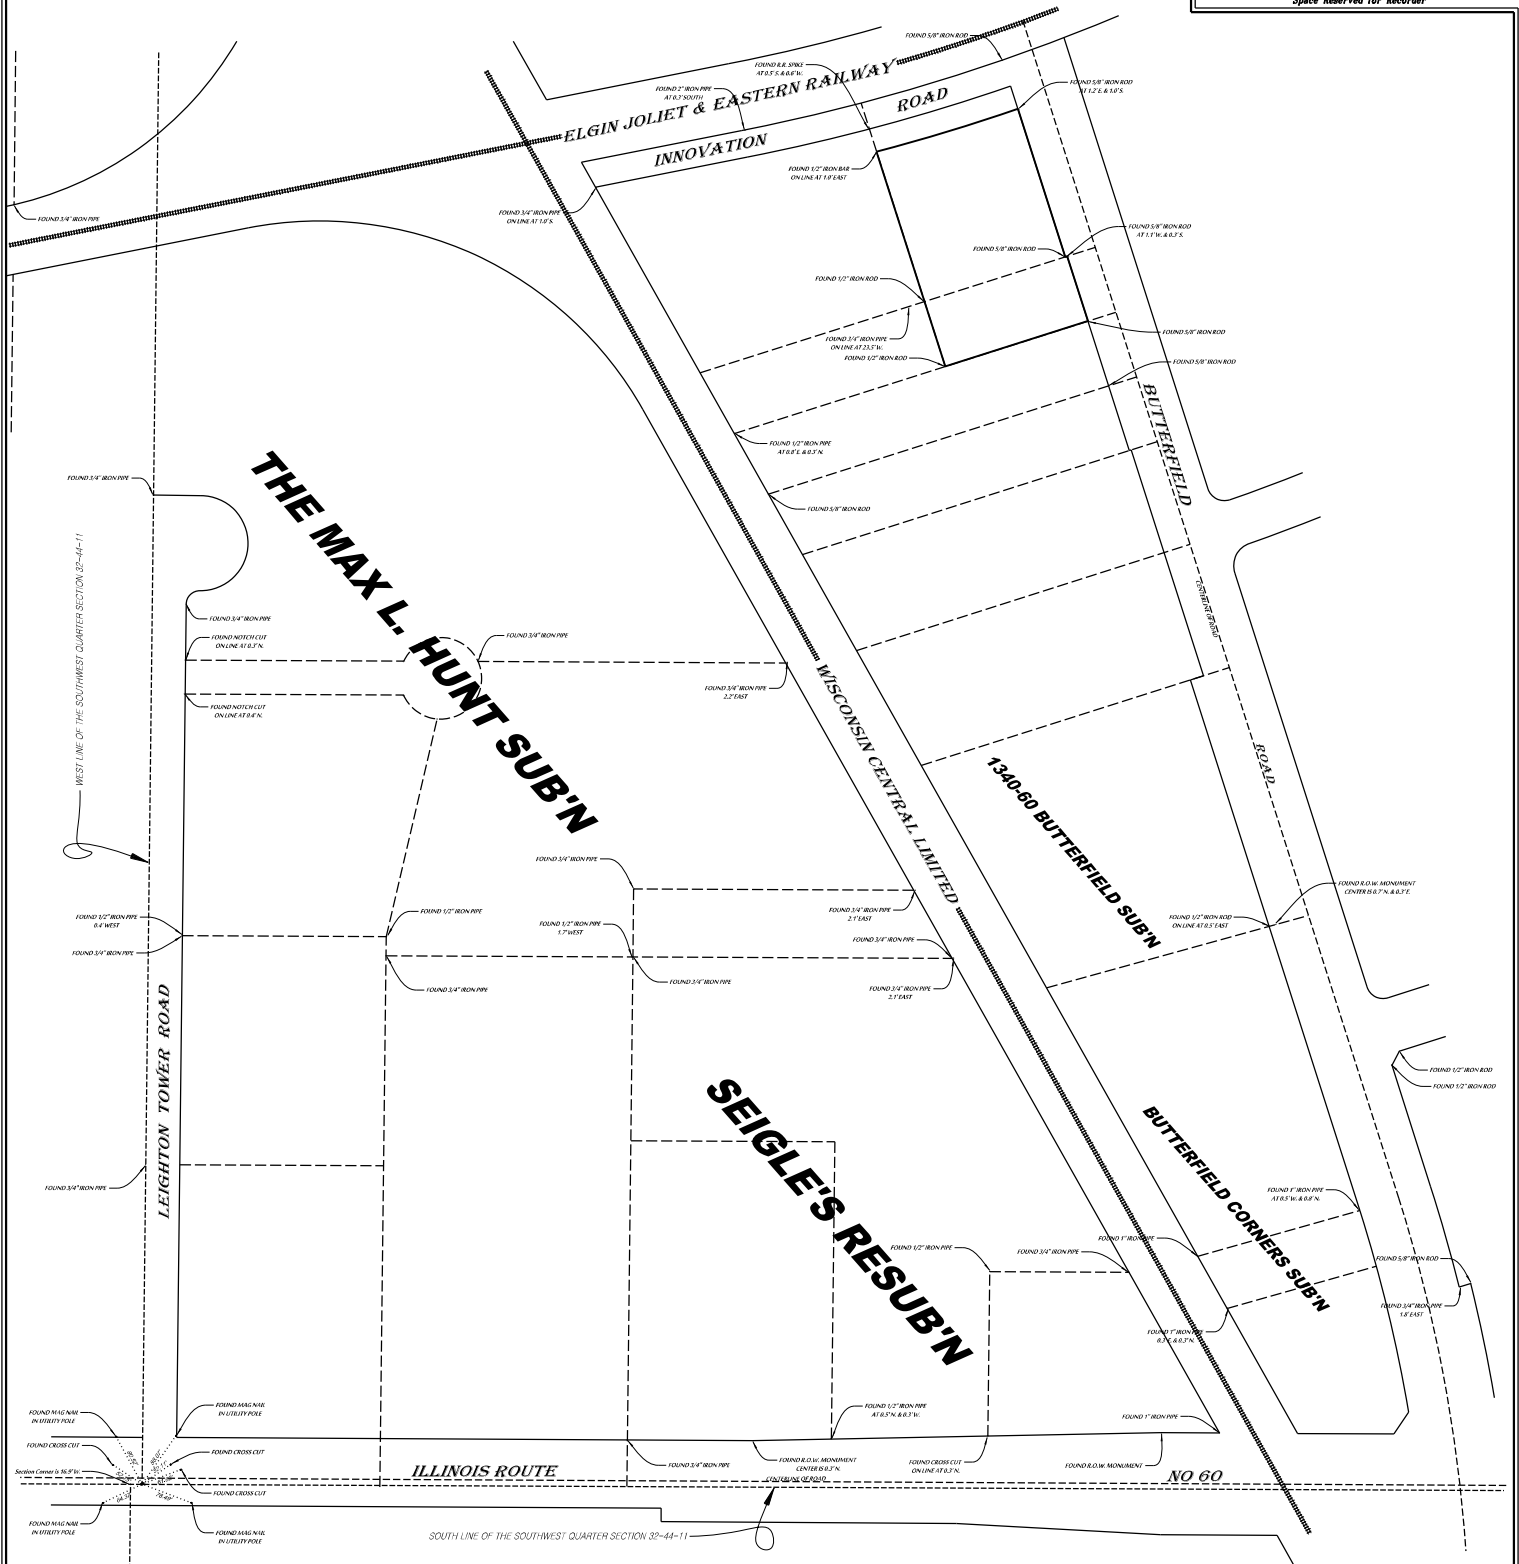 Space Reserved for Recorder
FOUND 5/8" IRON ROD
FOUND R.R. SPIKE
AT 0.5' S. & 0.6' W.
FOUND 2" IRON PIPE
AT 0.3' SOUTH
FOUND 5/8" IRON ROD
AT 1.2' E. & 1.0' S.
ELGIN JOLIET & EASTERN RAILWAY
INNOVATION
ROAD
FOUND 1/2" IRON BAR
ON LINE AT 1.0' EAST
FOUND 3/4" IRON PIPE
FOUND 3/4" IRON PIPE
ON LINE AT 1.0' S.
FOUND 5/8" IRON ROD
AT 1.1' W. & 0.3' S.
FOUND 5/8" IRON ROD
FOUND 1/2" IRON ROD
FOUND 3/4" IRON PIPE
ON LINE AT 23.5' W.
FOUND 1/2" IRON ROD
FOUND 5/8" IRON ROD
FOUND 5/8" IRON ROD
BUTTERFIELD
FOUND 1/2" IRON PIPE
AT 0.8' E. & 0.3' N.
FOUND 3/4" IRON PIPE
FOUND 5/8" IRON ROD
THE MAX L. HUNT SUB'N
WEST LINE OF THE SOUTHWEST QUARTER SECTION 32-44-11
CENTERLINE OF ROAD
FOUND 3/4" IRON PIPE
FOUND NOTCH CUT
ON LINE AT 0.3' N.
FOUND 3/4" IRON PIPE
FOUND 3/4" IRON PIPE
2.2' EAST
FOUND NOTCH CUT
ON LINE AT 0.4' N.
WISCONSIN CENTRAL LIMITED
ROAD
1340-60 BUTTERFIELD SUB'N
FOUND 3/4" IRON PIPE
FOUND R.O.W. MONUMENT
CENTER IS 0.7' N. & 0.3' E.
FOUND 1/2" IRON PIPE
0.4' WEST
FOUND 1/2" IRON PIPE
FOUND 1/2" IRON PIPE
1.7' WEST
FOUND 3/4" IRON PIPE
2.1' EAST
FOUND 1/2" IRON ROD
ON LINE AT 0.5' EAST
FOUND 3/4" IRON PIPE
FOUND 3/4" IRON PIPE
FOUND 3/4" IRON PIPE
FOUND 3/4" IRON PIPE
FOUND 3/4" IRON PIPE
2.1' EAST
LEIGHTON TOWER ROAD
FOUND 1/2" IRON ROD
FOUND 1/2" IRON ROD
SEIGLE'S RESUB'N
BUTTERFIELD CORNERS SUB'N
FOUND 3/4" IRON PIPE
FOUND 1" IRON PIPE
AT 0.5' W. & 0.8' N.
FOUND 1" IRON PIPE
FOUND 1/2" IRON PIPE
FOUND 3/4" IRON PIPE
FOUND 5/8" IRON ROD
FOUND 3/4" IRON PIPE
1.8' EAST
FOUND 1" IRON PIPE
0.3' E. & 0.3' N.
FOUND MAG NAIL
IN UTILITY POLE
FOUND MAG NAIL
IN UTILITY POLE
FOUND 1/2" IRON PIPE
AT 0.5' N. & 0.3' W.
FOUND 1" IRON PIPE
FOUND CROSS CUT
FOUND CROSS CUT
Section Corner is 16.9' W.
FOUND 3/4" IRON PIPE
FOUND R.O.W. MONUMENT
CENTER IS 0.3' N.
FOUND CROSS CUT
ON LINE AT 0.3' N.
FOUND R.O.W. MONUMENT
ILLINOIS ROUTE
CENTERLINE OF ROAD
NO 60
FOUND CROSS CUT
FOUND MAG NAIL
IN UTILITY POLE
FOUND MAG NAIL
IN UTILITY POLE
SOUTH LINE OF THE SOUTHWEST QUARTER SECTION 32-44-11